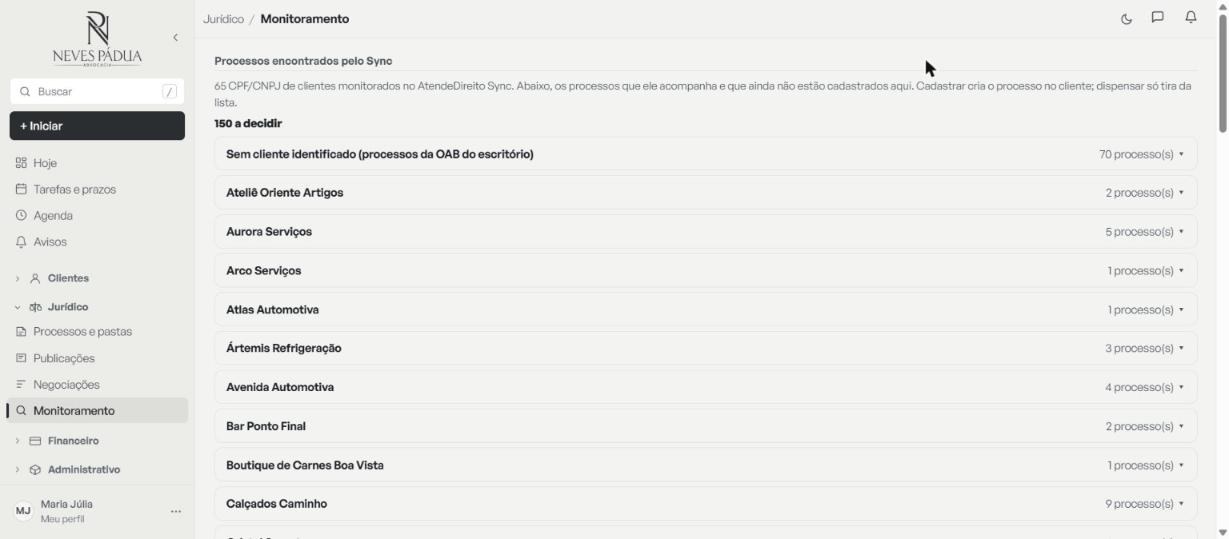 NEVES PÁDUA
ADVOCACIA
Buscar
/
+ Iniciar
Hoje
Tarefas e prazos
Agenda
Avisos
Clientes
Jurídico
Processos e pastas
Publicações
Negociações
Monitoramento
Financeiro
Administrativo
MJ
Maria Júlia
Meu perfil
Jurídico / Monitoramento
Processos encontrados pelo Sync
65 CPF/CNPJ de clientes monitorados no AtendeDireito Sync. Abaixo, os processos que ele acompanha e que ainda não estão cadastrados aqui. Cadastrar cria o processo no cliente; dispensar só tira da
lista.
150 a decidir
Sem cliente identificado (processos da OAB do escritório) 70 processo(s)
Ateliê Oriente Artigos 2 processo(s)
Aurora Serviços 5 processo(s)
Arco Serviços 1 processo(s)
Atlas Automotiva 1 processo(s)
Ártemis Refrigeração 3 processo(s)
Avenida Automotiva 4 processo(s)
Bar Ponto Final 2 processo(s)
Boutique de Carnes Boa Vista 1 processo(s)
Calçados Caminho 9 processo(s)